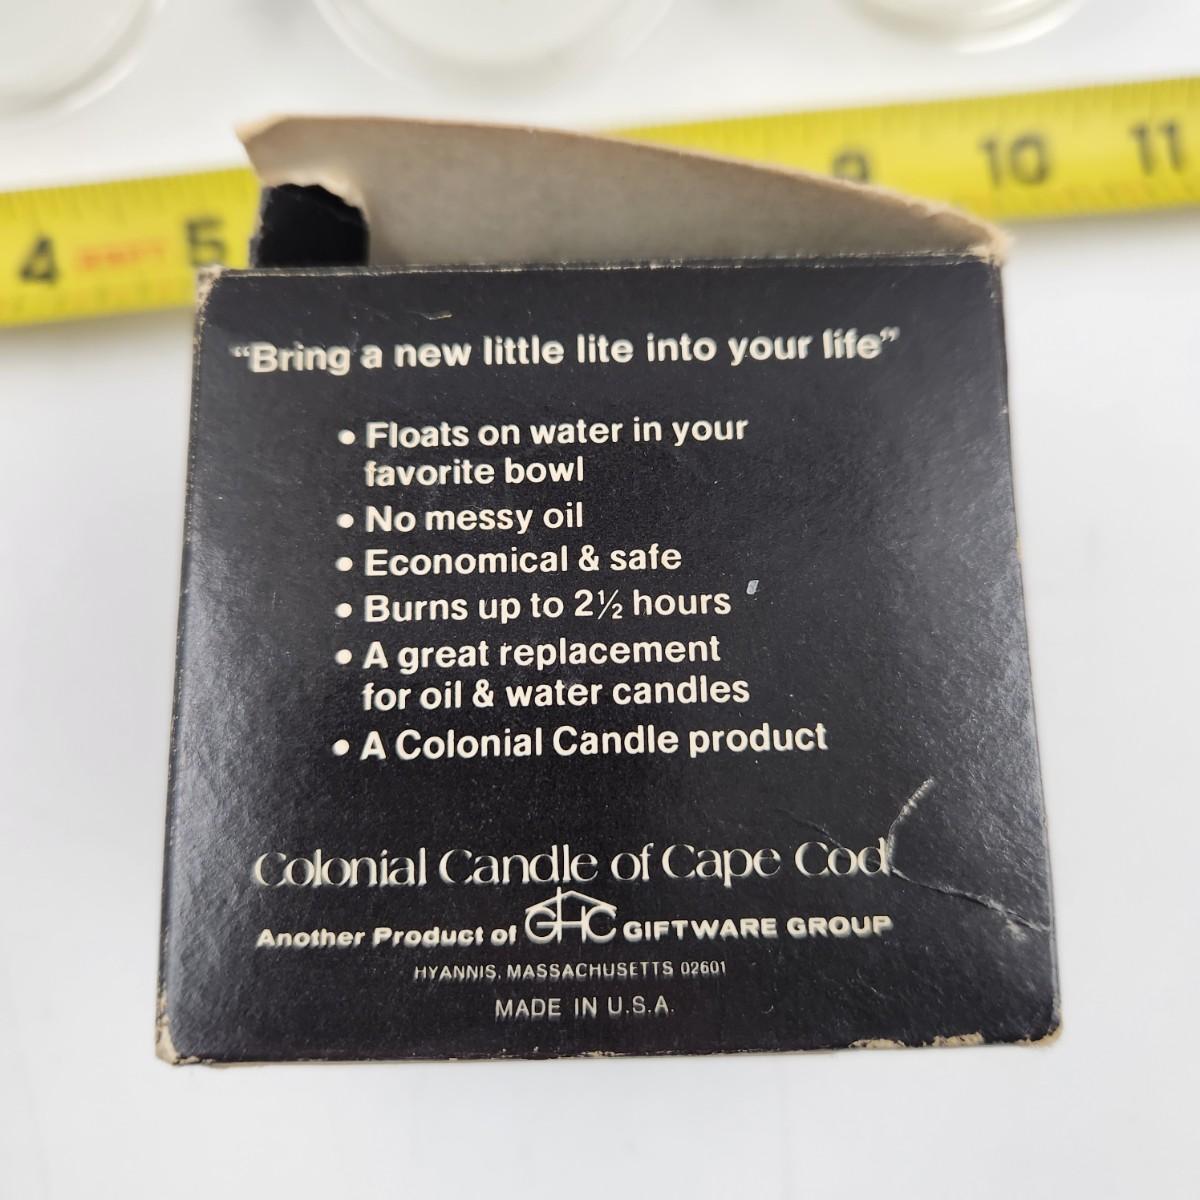 4 5 9 10 11
“Bring a new little lite into your life”
• Floats on water in your
favorite bowl
• No messy oil
• Economical & safe
• Burns up to 2½ hours
• A great replacement
for oil & water candles
• A Colonial Candle product
Colonial Candle of Cape Cod
Another Product of GHC GIFTWARE GROUP
HYANNIS, MASSACHUSETTS 02601
MADE IN U.S.A.